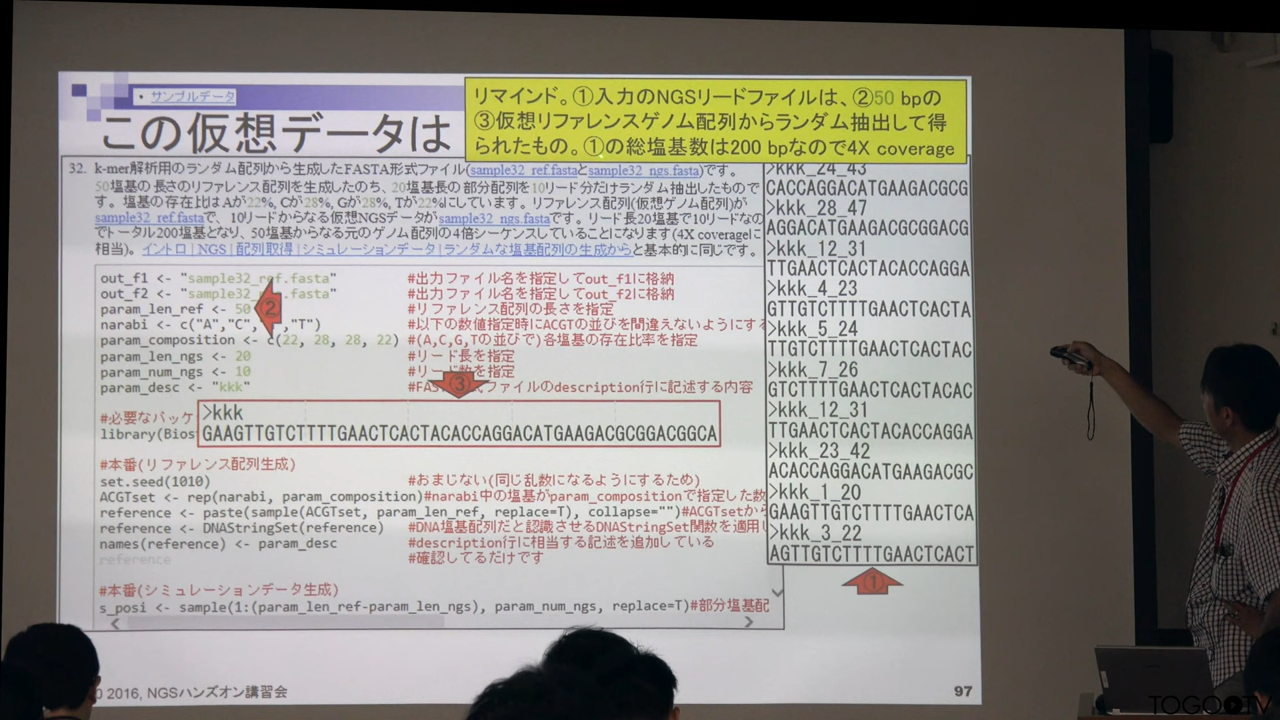 • サンプルデータ
この仮想データは
リマインド。①入力のNGSリードファイルは、②50 bpの
③仮想リファレンスゲノム配列からランダム抽出して得
られたもの。①の総塩基数は200 bpなので4X coverage
32. k-mer解析用のランダム配列から生成したFASTA形式ファイル(sample32_ref.fastaとsample32_ngs.fasta)です。
50塩基の長さのリファレンス配列を生成したのち、20塩基長の部分配列を10リード分だけランダム抽出したもので
す。塩基の存在比はAが22%, Cが28%, Gが28%, Tが22%にしています。リファレンス配列(仮想ゲノム配列)が
sample32_ref.fastaで、10リードからなる仮想NGSデータがsample32_ngs.fastaです。リード長20塩基で10リードなの
でトータル200塩基となり、50塩基からなる元のゲノム配列の4倍シーケンスしていることになります(4X coverageに
相当)。イントロ | NGS | 配列取得 | シミュレーションデータ | ランダムな塩基配列の生成からと基本的に同じです。
out_f1 <- "sample32_ref.fasta" #出力ファイル名を指定してout_f1に格納
out_f2 <- "sample32_ .fasta" #出力ファイル名を指定してout_f2に格納
param_len_ref <- 50 #リファレンス配列の長さを指定
②
narabi <- c("A","C", ,"T") #以下の数値指定時にACGTの並びを間違えないようにす
param_composition <- c(22, 28, 28, 22) #(A,C,G,Tの並びで)各塩基の存在比率を指定
param_len_ngs <- 20 #リード長を指定
param_num_ngs <- 10 #リード数を指定
param_desc <- "kkk" #FAS ファイルのdescription行に記述する内容
③
#必要なパッケ
library(Bios
>kkk
GAAGTTGTCTTTTGAACTCACTACACCAGGACATGAAGACGCGGACGGCA
#本番(リファレンス配列生成)
set.seed(1010) #おまじない(同じ乱数になるようにするため)
ACGTset <- rep(narabi, param_composition)#narabi中の塩基がparam_compositionで指定した数
reference <- paste(sample(ACGTset, param_len_ref, replace=T), collapse="")#ACGTsetから
reference <- DNAStringSet(reference) #DNA塩基配列だと認識させるDNAStringSet関数を適用し
names(reference) <- param_desc #description行に相当する記述を追加している
reference #確認してるだけです
#本番(シミュレーションデータ生成)
s_posi <- sample(1:(param_len_ref-param_len_ngs), param_num_ngs, replace=T)#部分塩基配
>kkk_24_43
CACCAGGACATGAAGACGCG
>kkk_28_47
AGGACATGAAGACGCGGACG
>kkk_12_31
TTGAACTCACTACACCAGGA
>kkk_4_23
GTTGTCTTTTGAACTCACTA
>kkk_5_24
TTGTCTTTTGAACTCACTAC
>kkk_7_26
GTCTTTTGAACTCACTACAC
>kkk_12_31
TTGAACTCACTACACCAGGA
>kkk_23_42
ACACCAGGACATGAAGACGC
>kkk_1_20
GAAGTTGTCTTTTGAACTCA
>kkk_3_22
AGTTGTCTTTTGAACTCACT
①
2016, NGSハンズオン講習会
97
TOGO TV